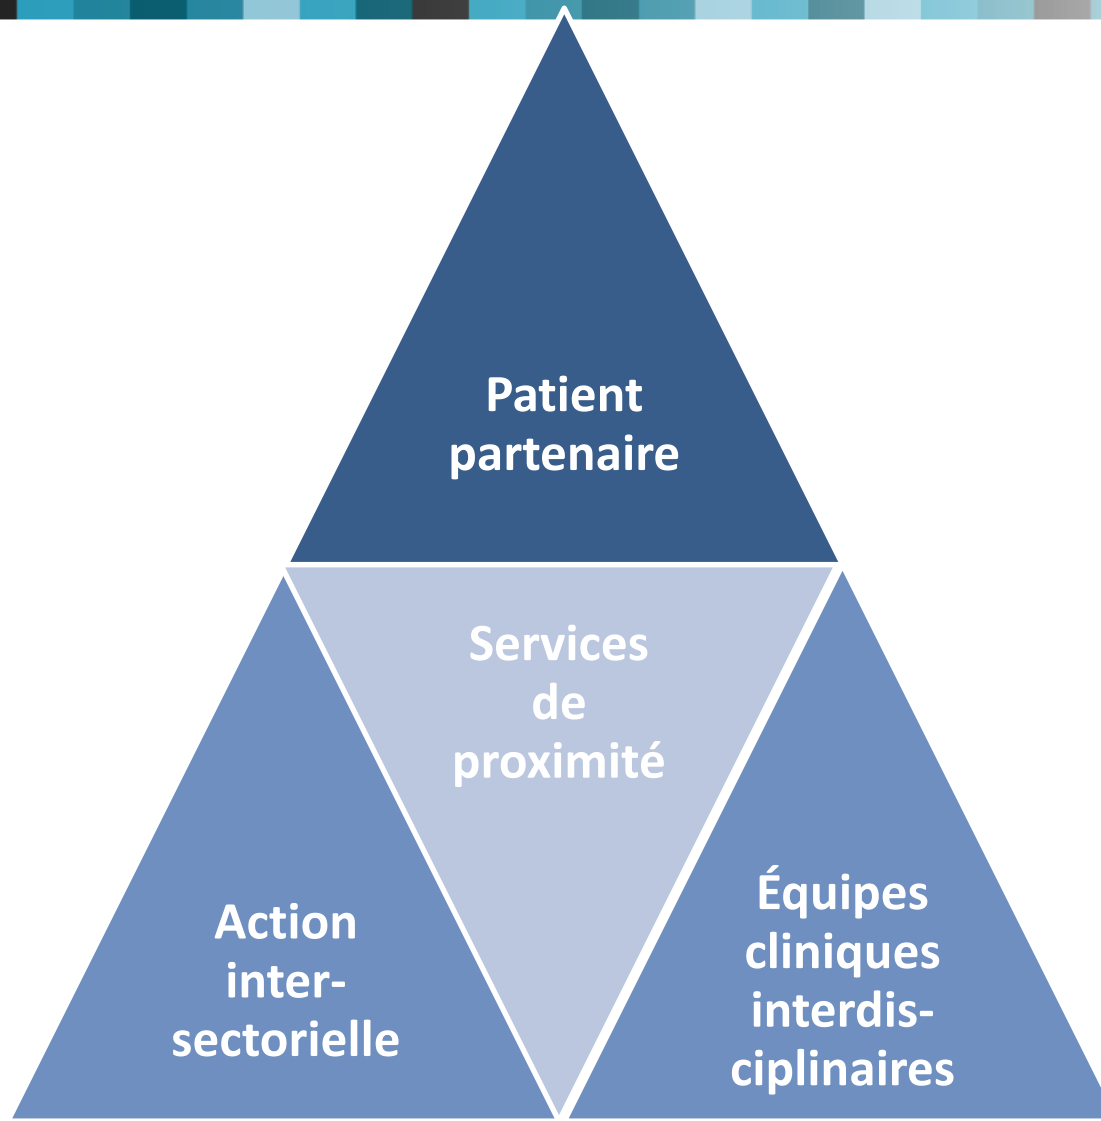 Patient
partenaire
Services
de
proximité
Action
inter-
sectorielle
Équipes
cliniques
interdis-
ciplinaires